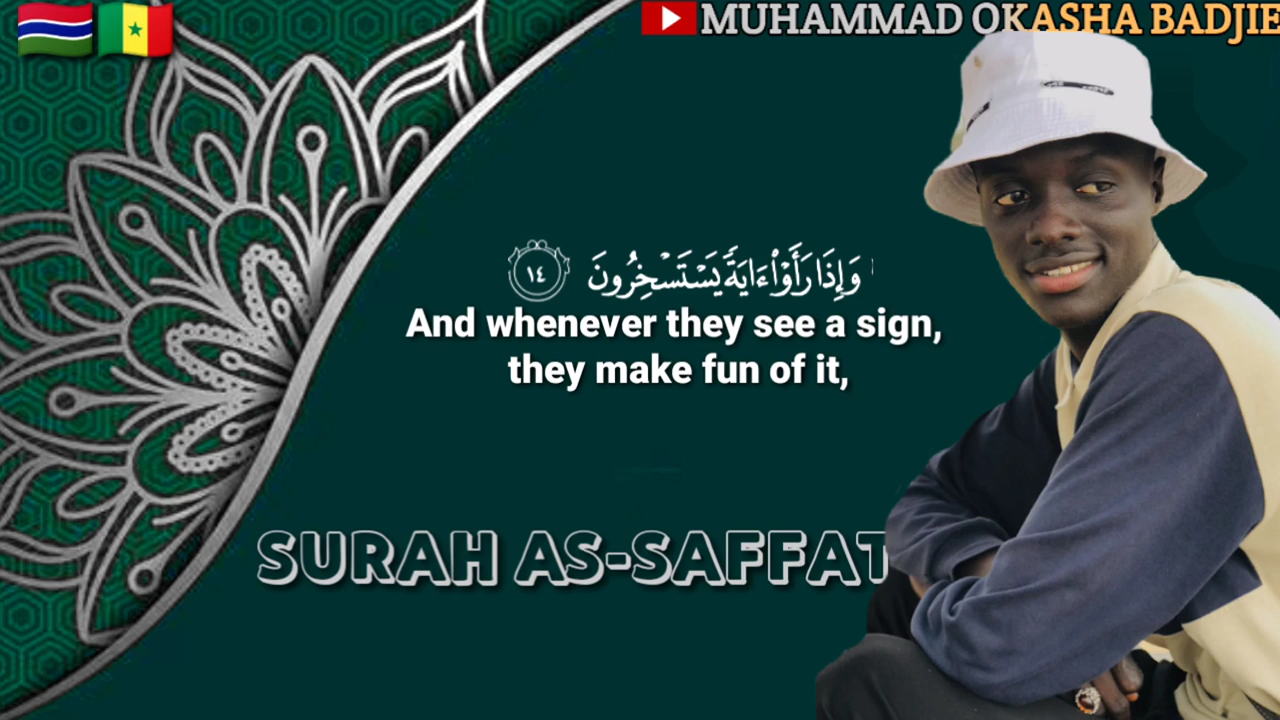 MUHAMMAD OKASHA BADJIE
وَإِذَا رَأَوْا۟ ءَايَةً يَسْتَسْخِرُونَ ١٤
And whenever they see a sign,
they make fun of it,
SURAH AS-SAFFAT